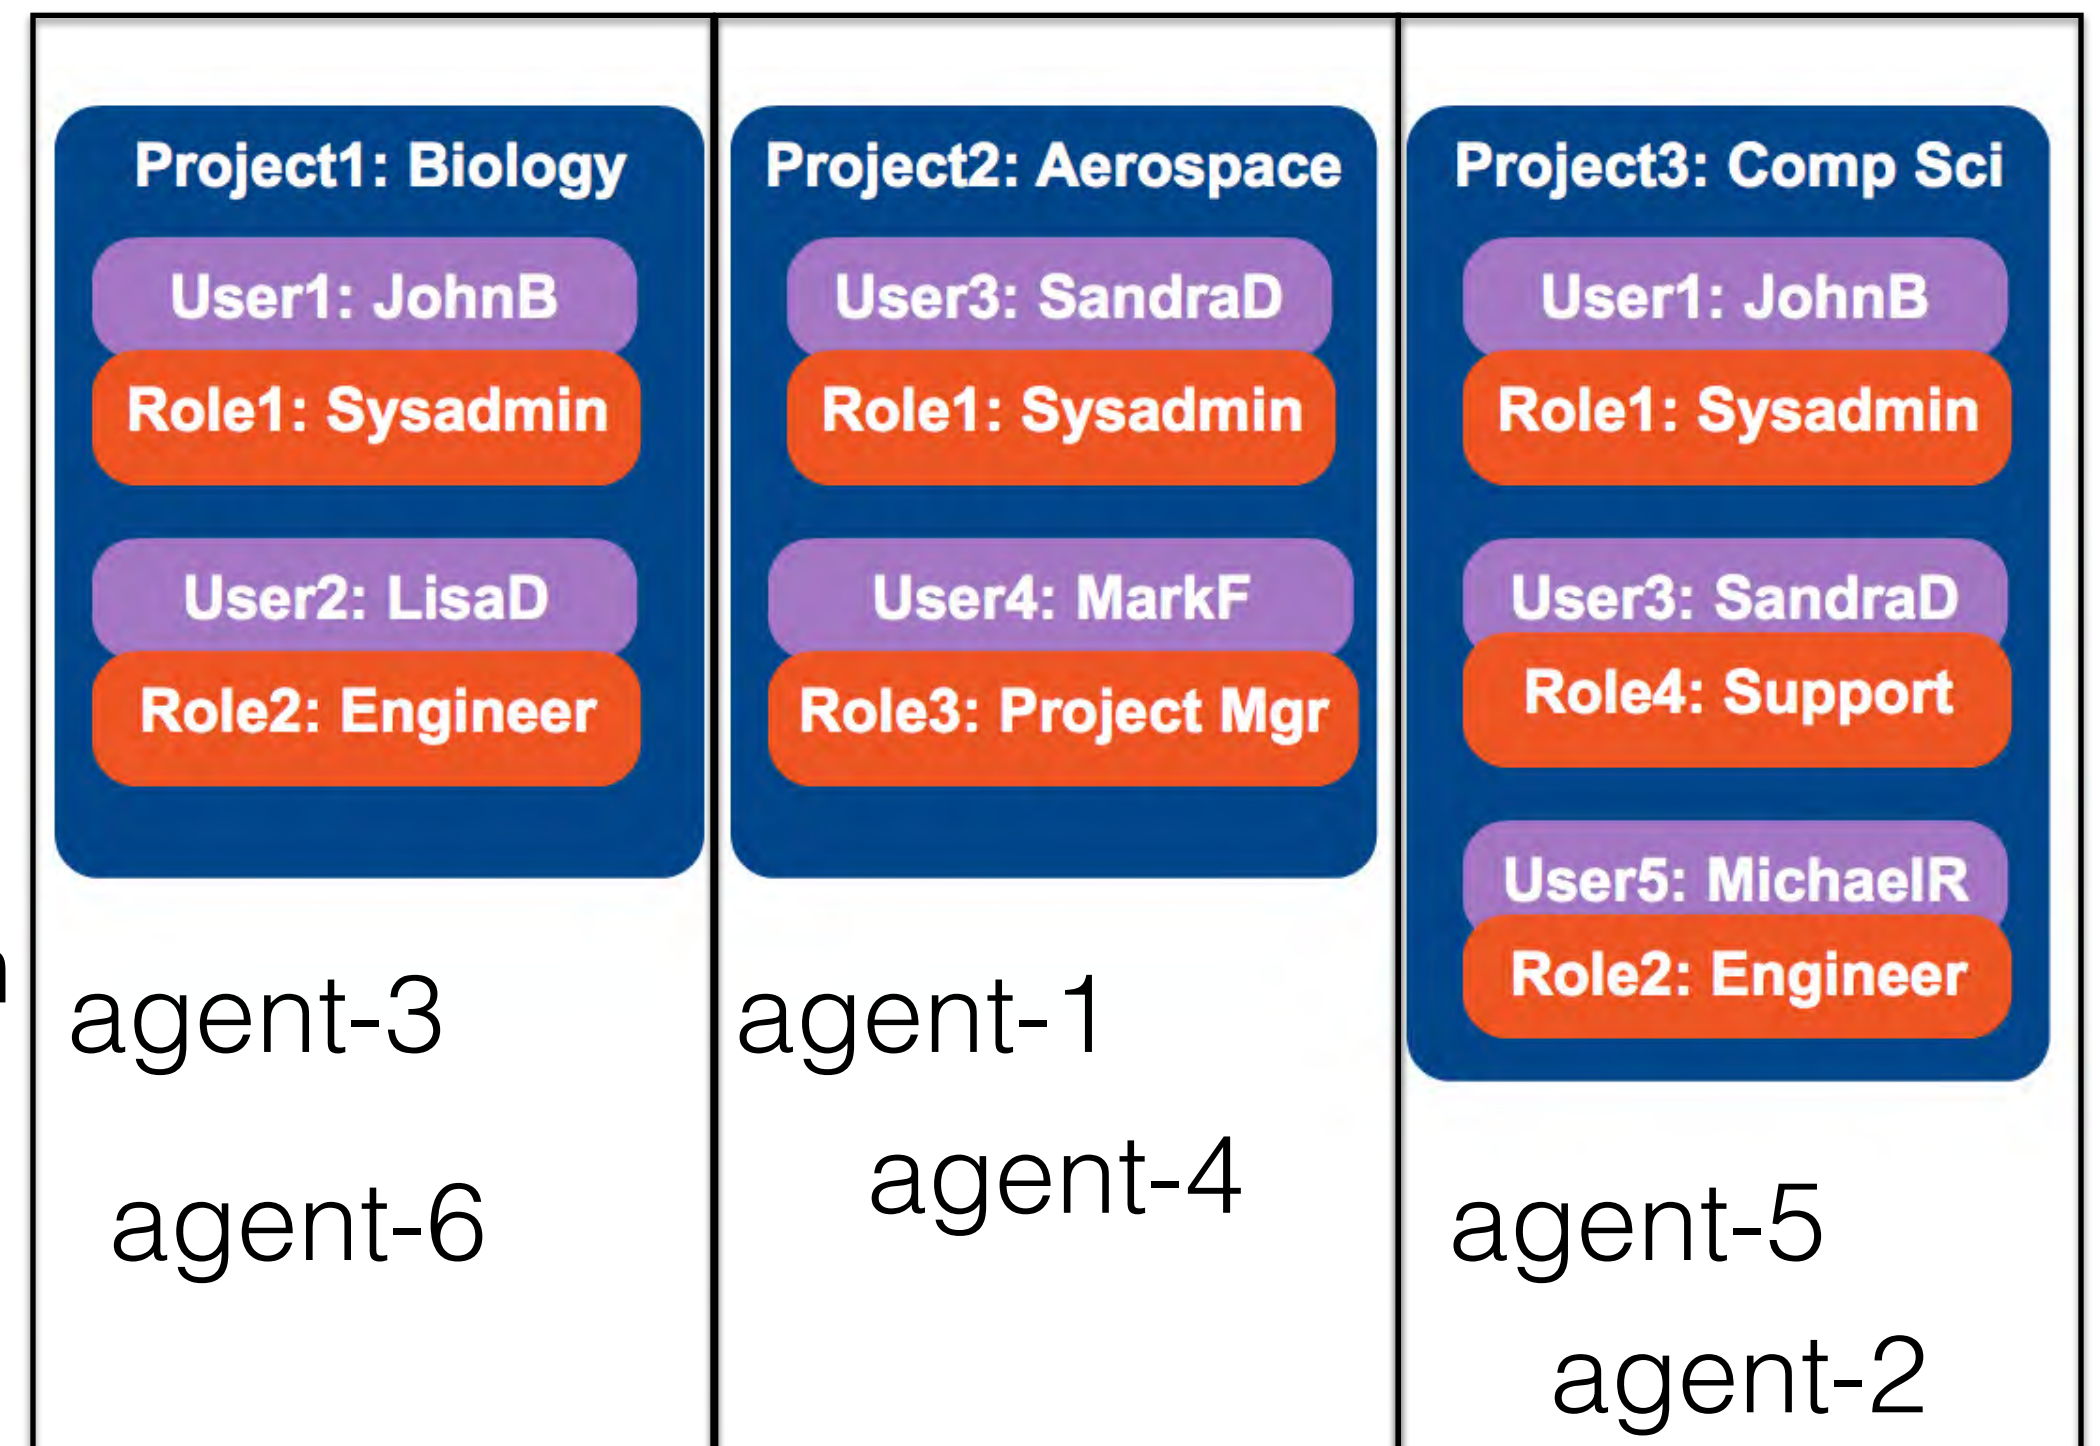 Project1: Biology
User1: JohnB
Role1: Sysadmin
User2: LisaD
Role2: Engineer
agent-3
agent-6
Project2: Aerospace
User3: SandraD
Role1: Sysadmin
User4: MarkF
Role3: Project Mgr
agent-1
agent-4
Project3: Comp Sci
User1: JohnB
Role1: Sysadmin
User3: SandraD
Role4: Support
User5: MichaelR
Role2: Engineer
agent-5
agent-2